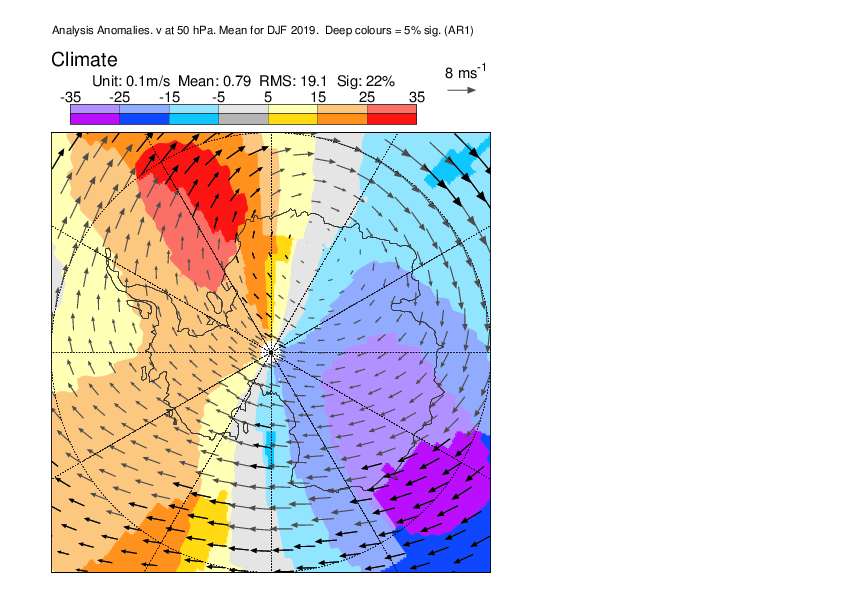 Analysis Anomalies. v at 50 hPa. Mean for DJF 2019.  Deep colours = 5% sig. (AR1)
Climate
Unit: 0.1m/s  Mean: 0.79  RMS: 19.1  Sig: 22%
8 ms-1
-35 -25 -15 -5 5 15 25 35